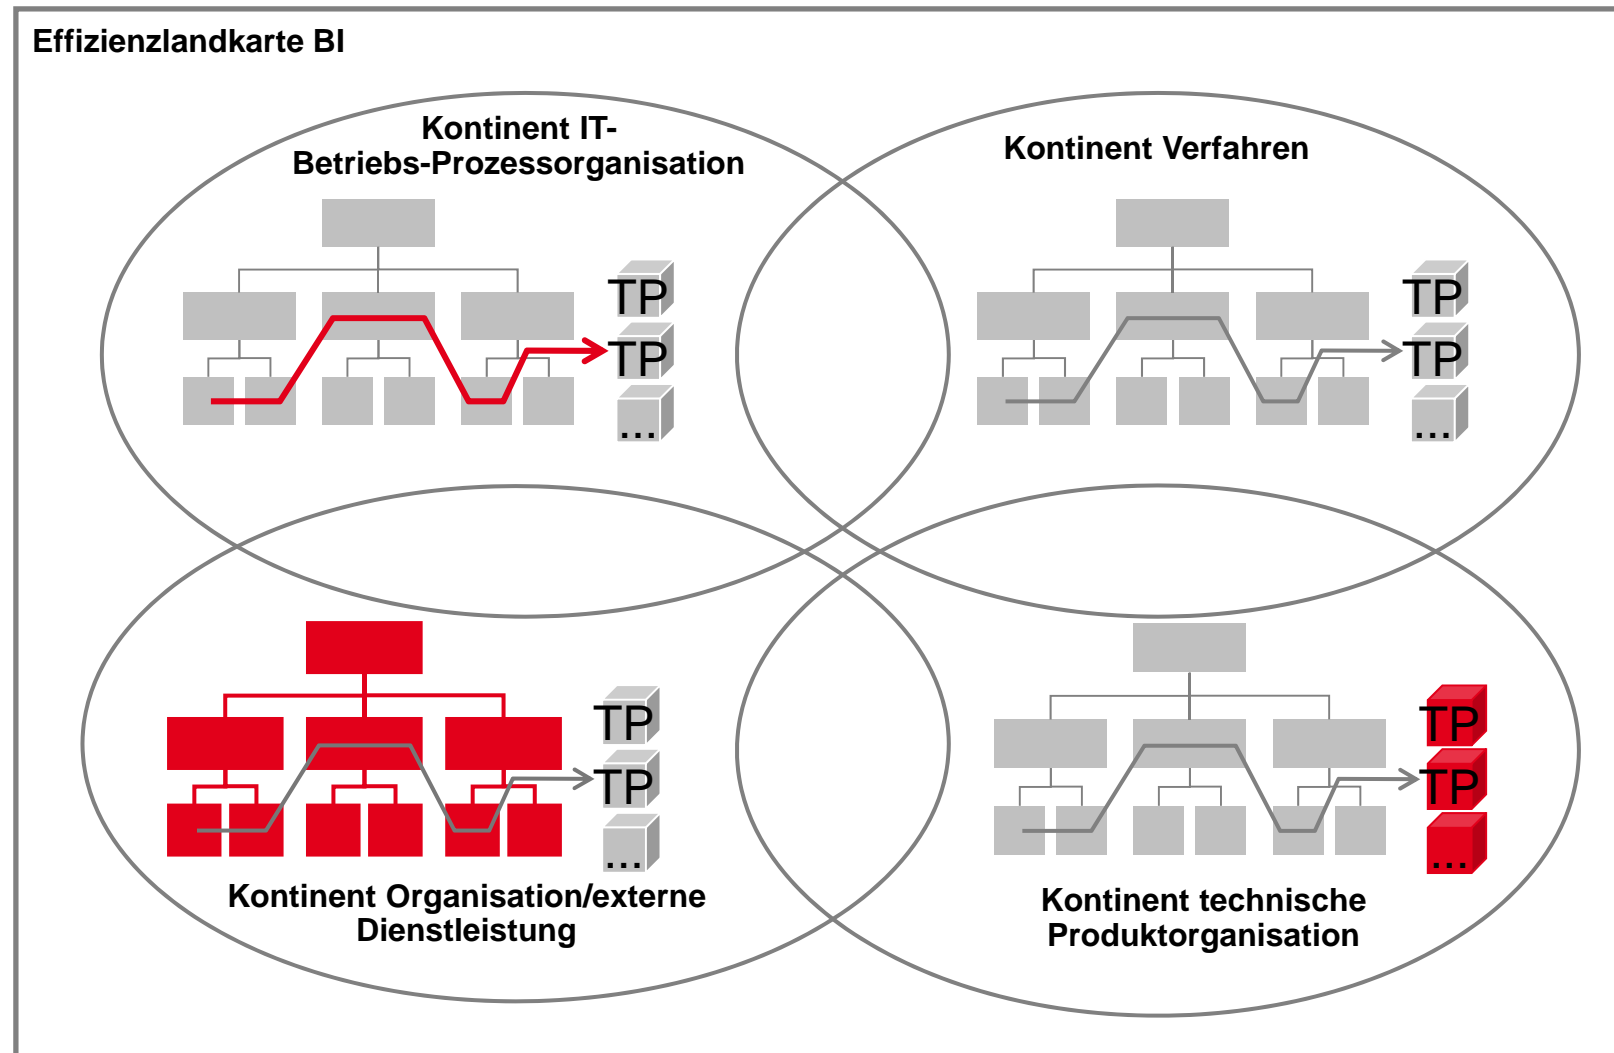 Effizienzlandkarte BI
Kontinent IT-
Betriebs-Prozessorganisation
TP
TP
...
Kontinent Verfahren
TP
TP
...
TP
TP
...
Kontinent Organisation/externe
Dienstleistung
TP
TP
...
Kontinent technische
Produktorganisation